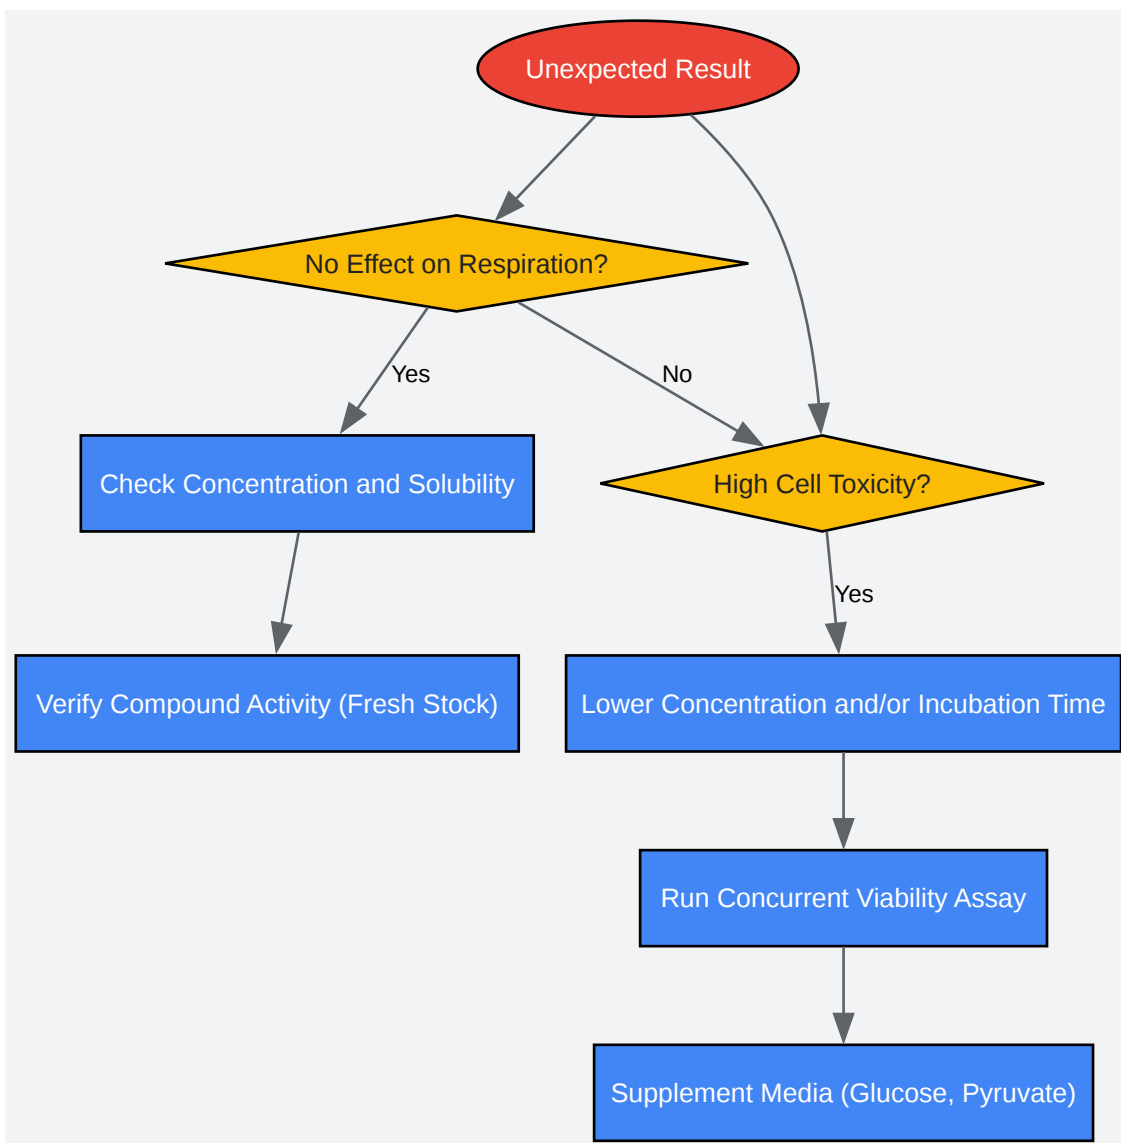 Unexpected Result
No Effect on Respiration?
Yes
No
Check Concentration and Solubility
High Cell Toxicity?
Yes
Verify Compound Activity (Fresh Stock)
Lower Concentration and/or Incubation Time
Run Concurrent Viability Assay
Supplement Media (Glucose, Pyruvate)